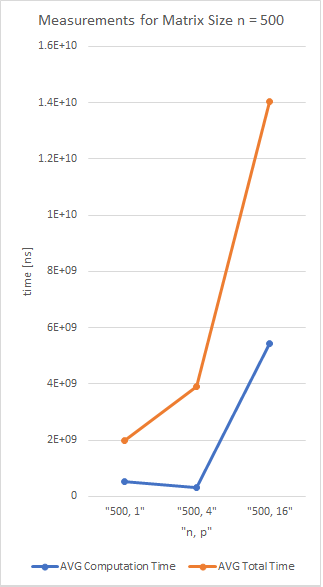 Measurements for Matrix Size n = 500
1.6E+10
1.4E+10
1.2E+10
1E+10
8E+09
6E+09
4E+09
2E+09
0
time [ns]
"500, 1" "500, 4" "500, 16"
"n, p"
AVG Computation Time AVG Total Time